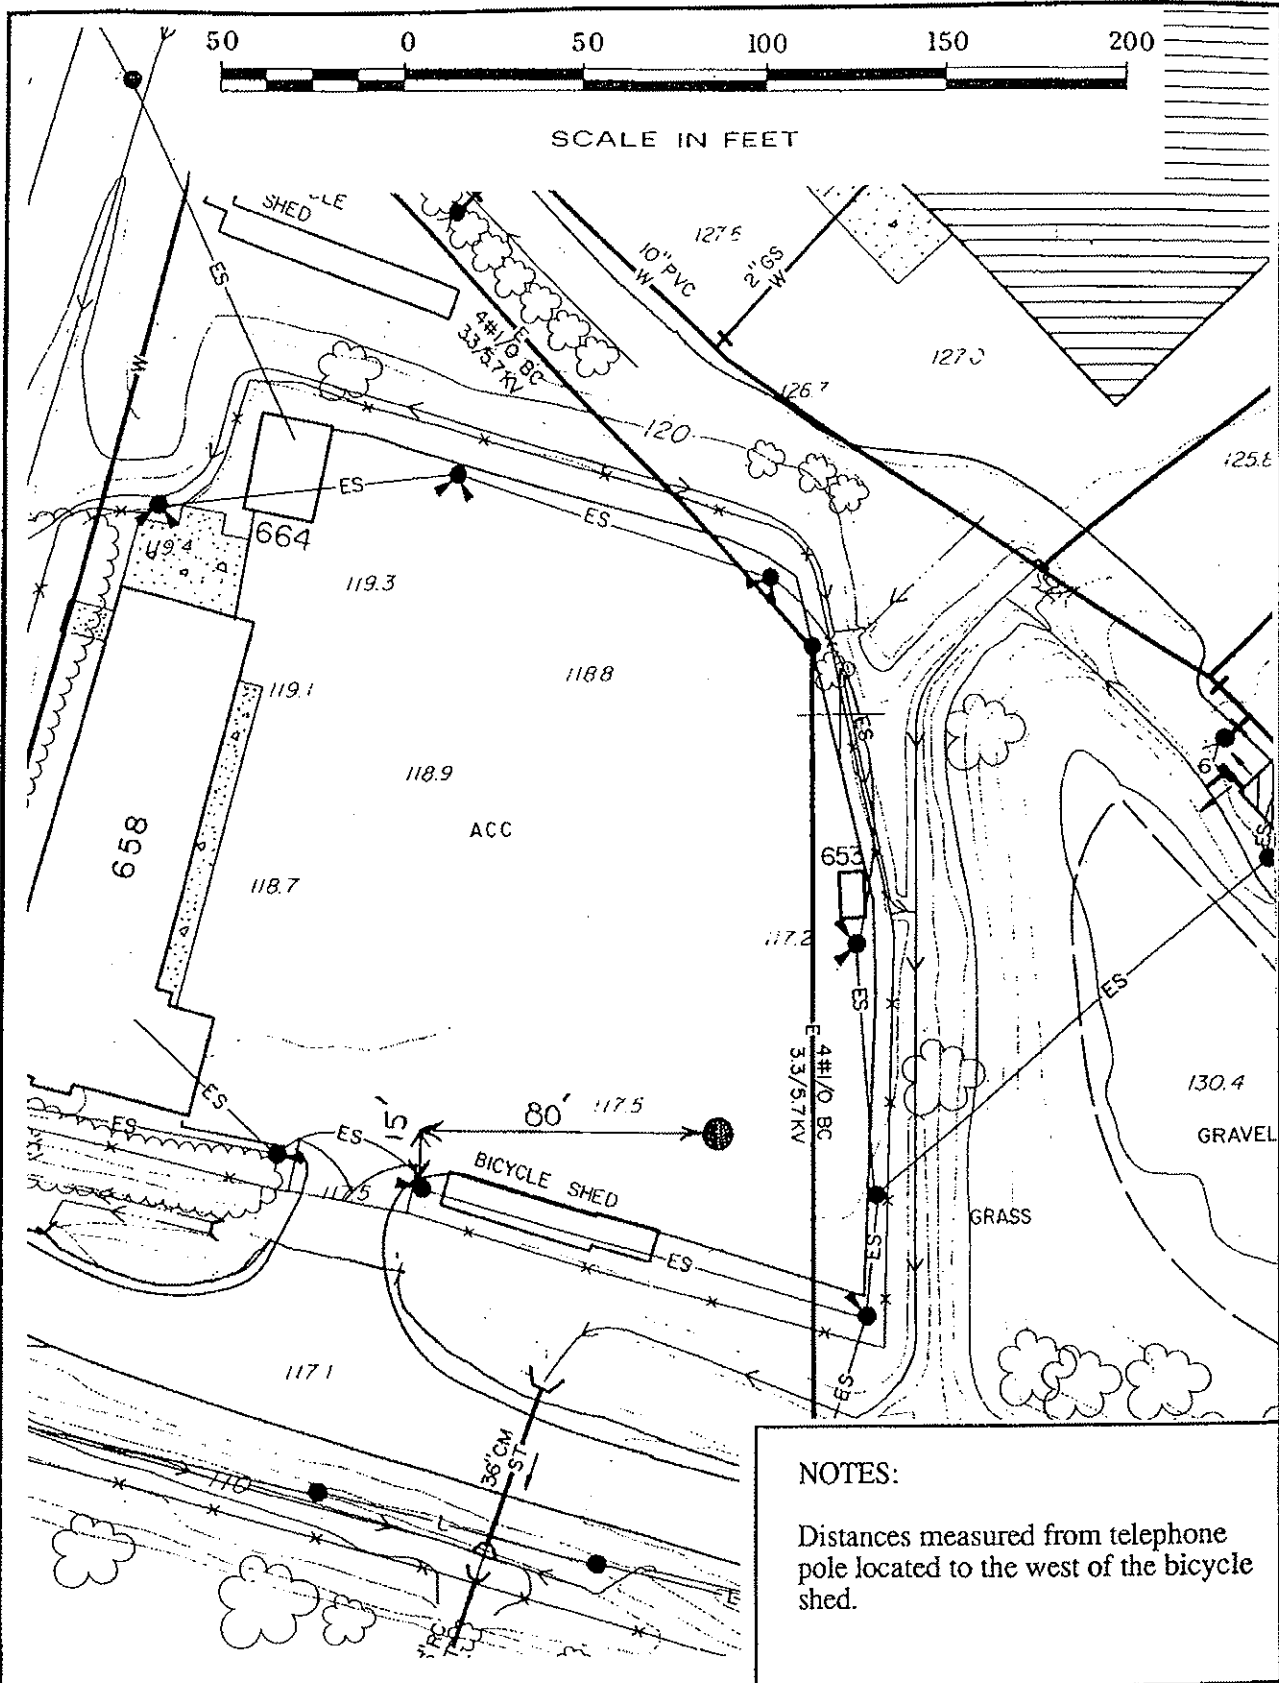 50 0 50 100 150 200
SCALE IN FEET
SHED
ES
W
10"PVC
W
2"GS
W
127.5
E
4#1/0 BC
3.3/5.7KV
127.0
126.7
120
125.8
ES
ES
664
119.4
119.3
119.1
118.8
118.9
ACC
658
118.7
ES
653
117.2
ES
E
4#1/0 BC
3.3/5.7KV
ES
ES
6
130.4
GRAVEL
ES
ES
ES
15'
80'
117.5
117.5
BICYCLE SHED
ES
GRASS
ES
ES
117.1
36"CM
ST
110
L
"RC
NOTES:
Distances measured from telephone
pole located to the west of the bicycle
shed.